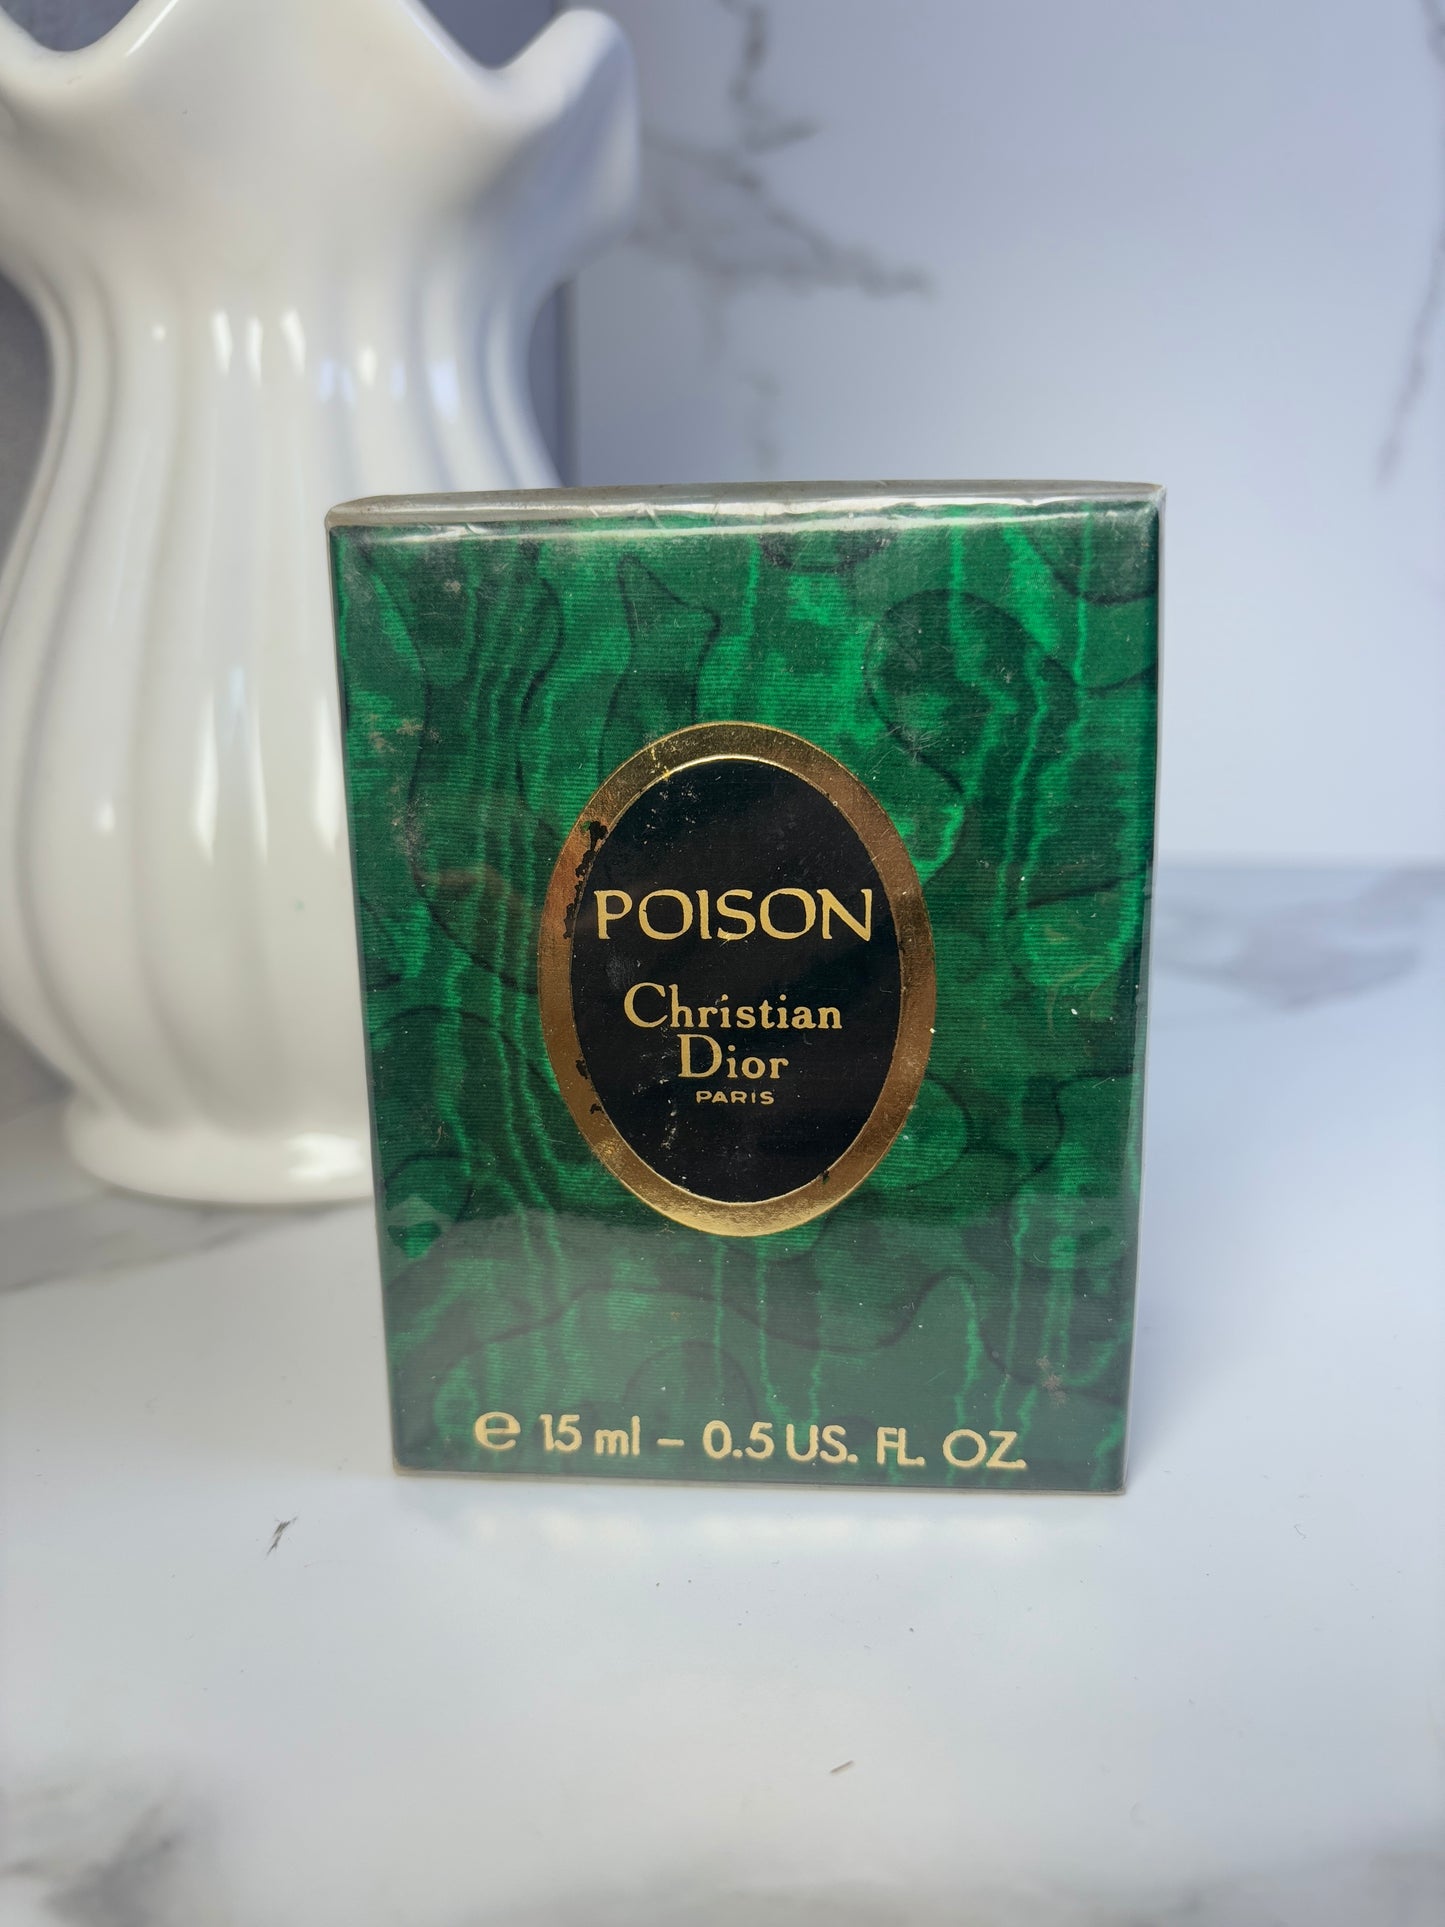 POISON
Christian
Dior
PARIS
e 15 ml - 0.5 US. FL. OZ.